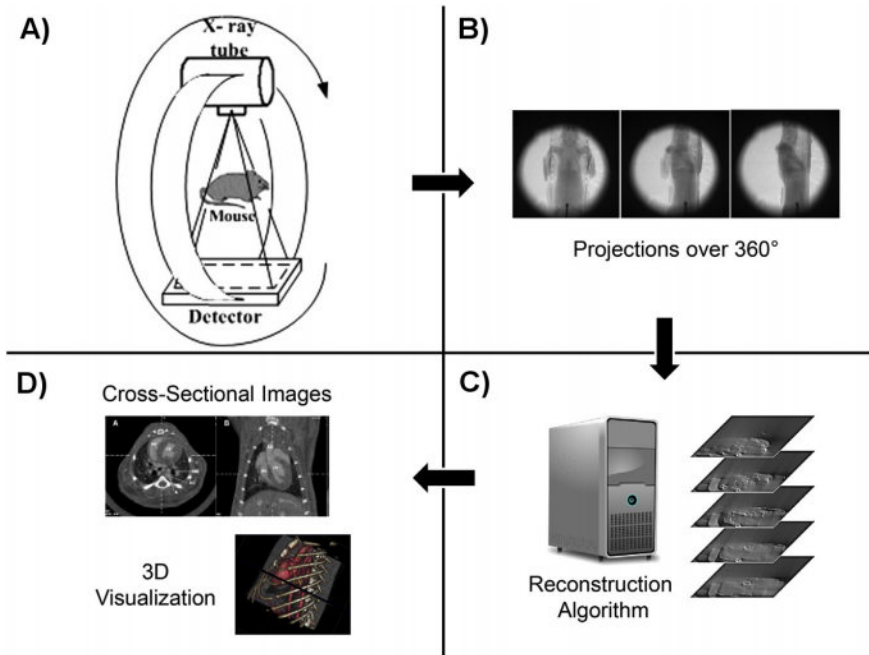 A)
X- ray
tube
Mouse
Detector
B)
Projections over 360°
C)
Reconstruction
Algorithm
D)
Cross-Sectional Images
A
B
3D
Visualization